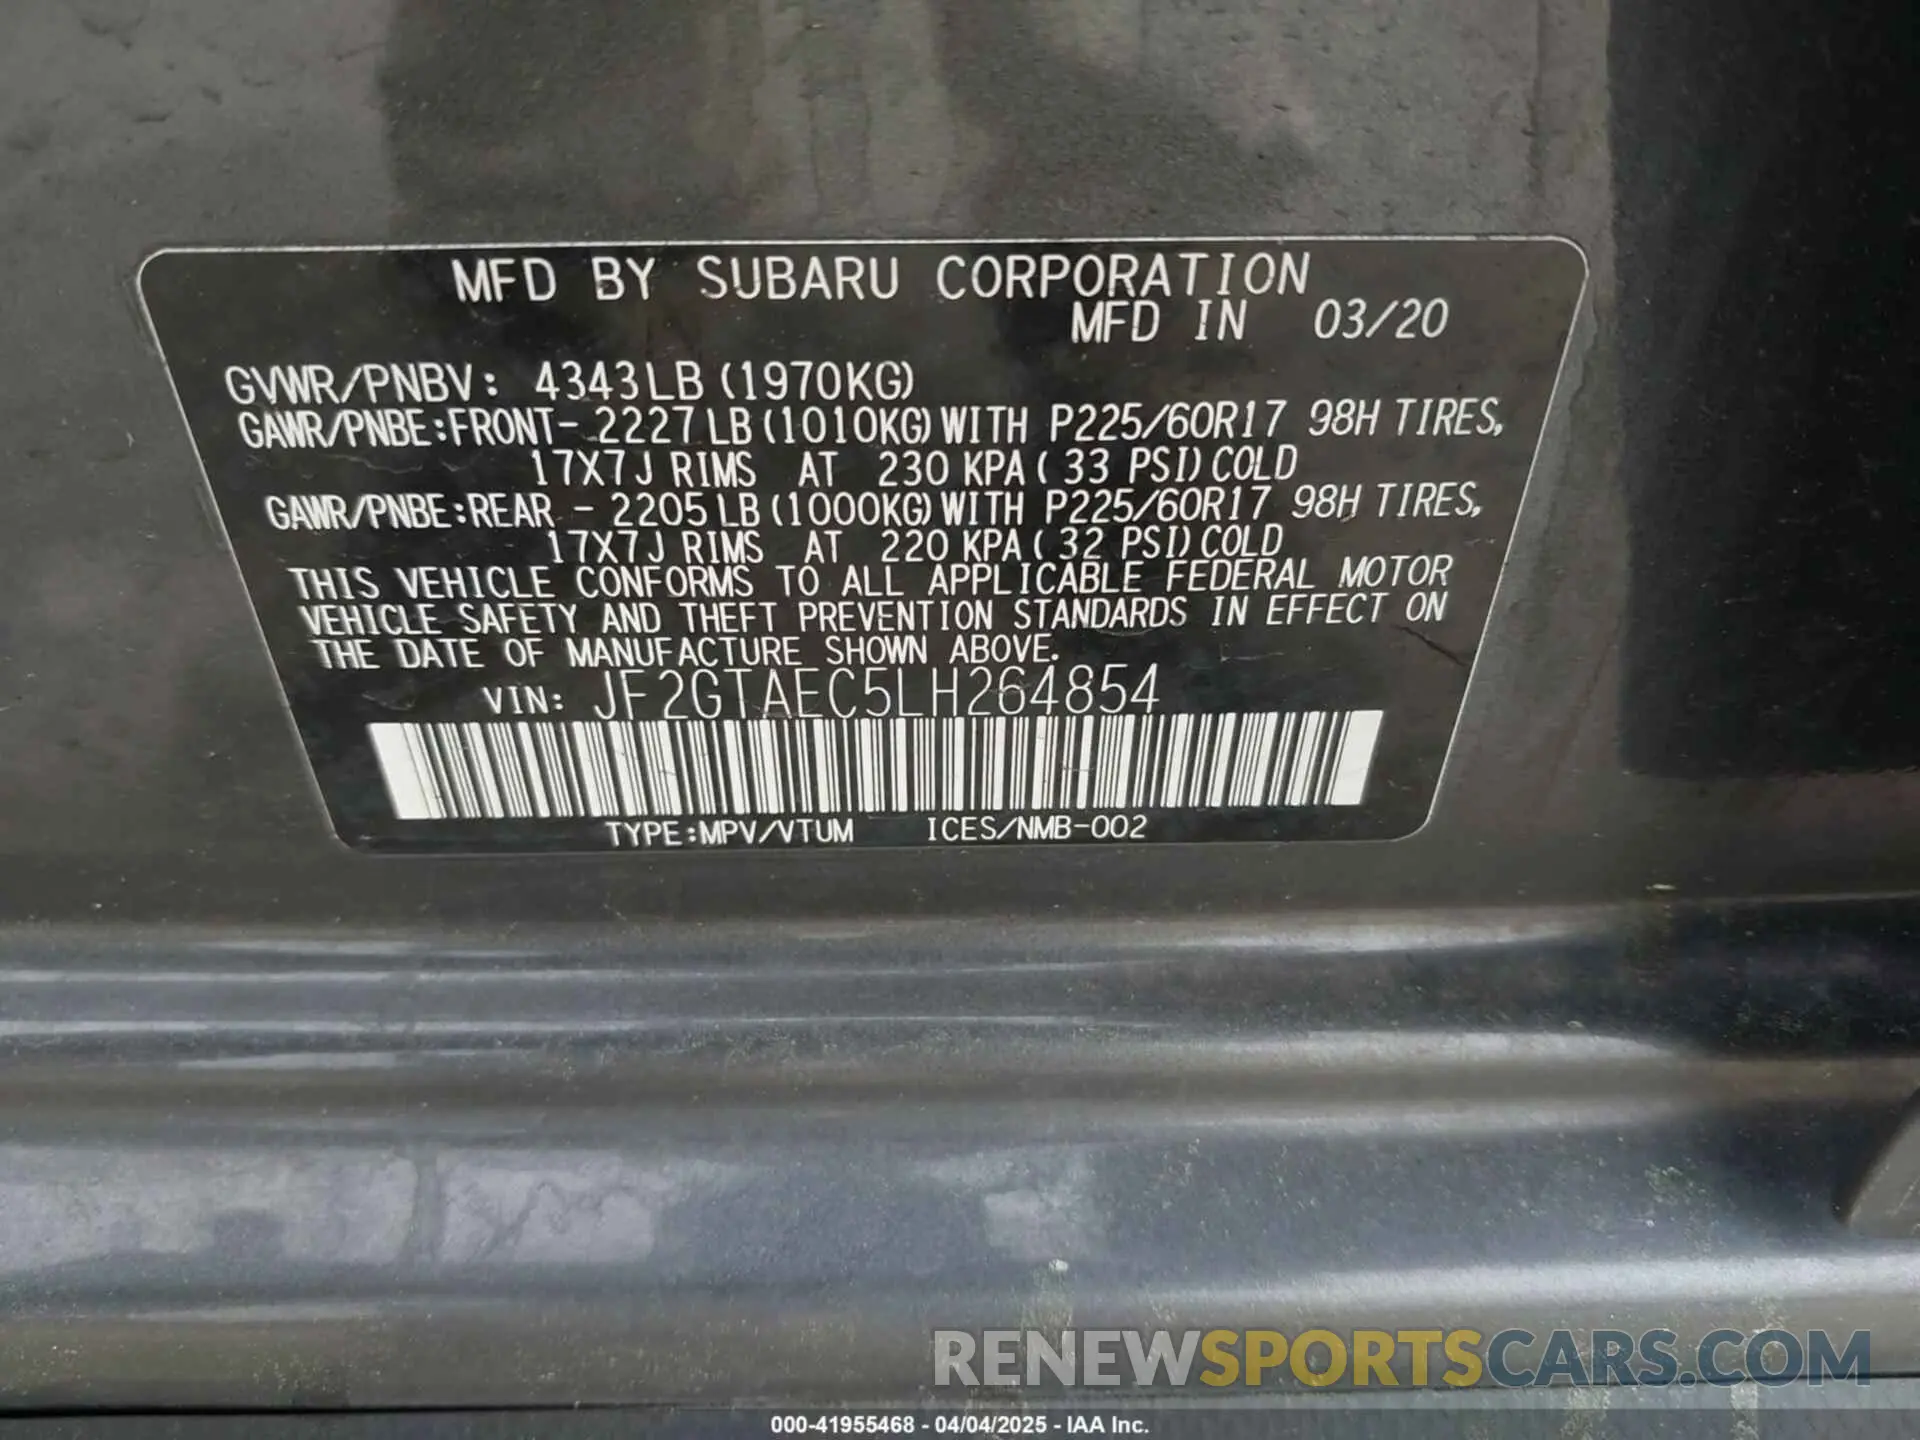 MFD BY SUBARU CORPORATION
MFD IN 03/20
GVWR/PNBV: 4343LB (1970KG)
GAWR/PNBE:FRONT- 2227LB (1010KG) WITH P225/60R17 98H TIRES,
17X7J RIMS AT 230 KPA ( 33 PSI) COLD
GAWR/PNBE:REAR - 2205LB (1000KG) WITH P225/60R17 98H TIRES,
17X7J RIMS AT 220 KPA ( 32 PSI) COLD
THIS VEHICLE CONFORMS TO ALL APPLICABLE FEDERAL MOTOR
VEHICLE SAFETY AND THEFT PREVENTION STANDARDS IN EFFECT ON
THE DATE OF MANUFACTURE SHOWN ABOVE.
VIN: JF2GTAEC5LH264854
TYPE:MPV/VTUM ICES/NMB-002
RENEWSPORTSCARS.COM
000-41955468 - 04/04/2025 - IAA Inc.